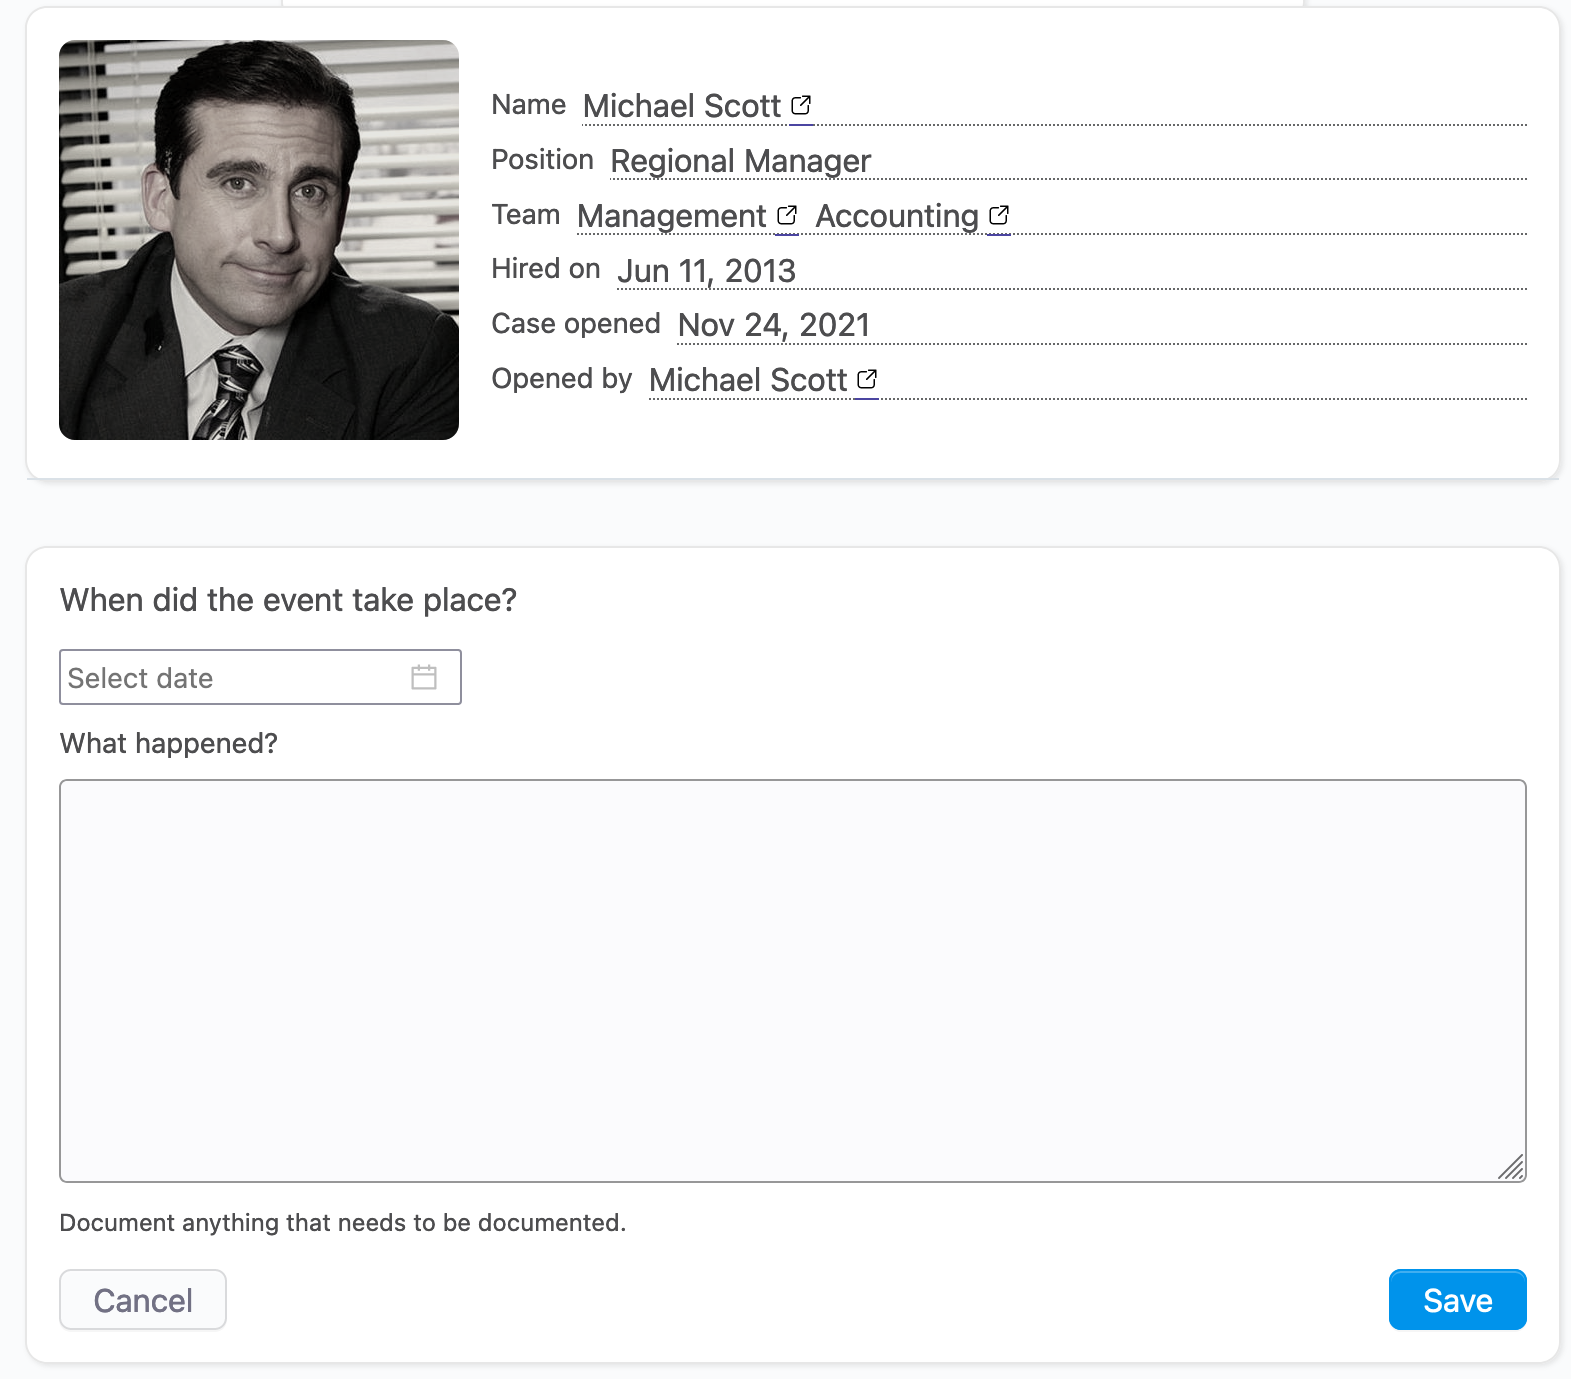 Name Michael Scott
Position Regional Manager
Team Management Accounting
Hired on Jun 11, 2013
Case opened Nov 24, 2021
Opened by Michael Scott
When did the event take place?
Select date
What happened?
Document anything that needs to be documented.
Cancel Save